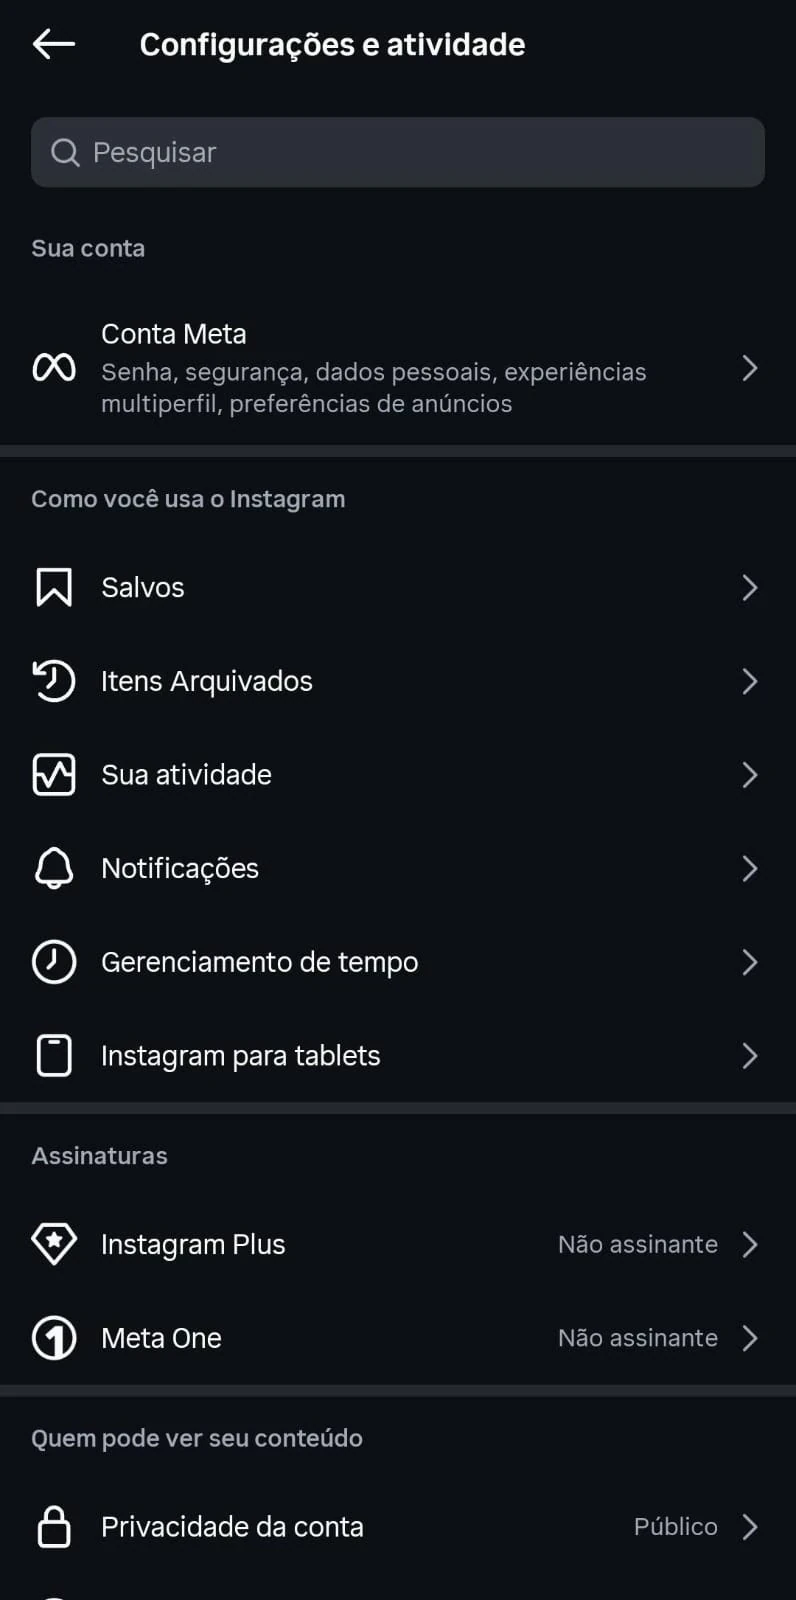 Configurações e atividade
Pesquisar
Sua conta
Conta Meta
Senha, segurança, dados pessoais, experiências
multiperfil, preferências de anúncios
Como você usa o Instagram
Salvos
Itens Arquivados
Sua atividade
Notificações
Gerenciamento de tempo
Instagram para tablets
Assinaturas
Instagram Plus Não assinante
Meta One Não assinante
Quem pode ver seu conteúdo
Privacidade da conta Público